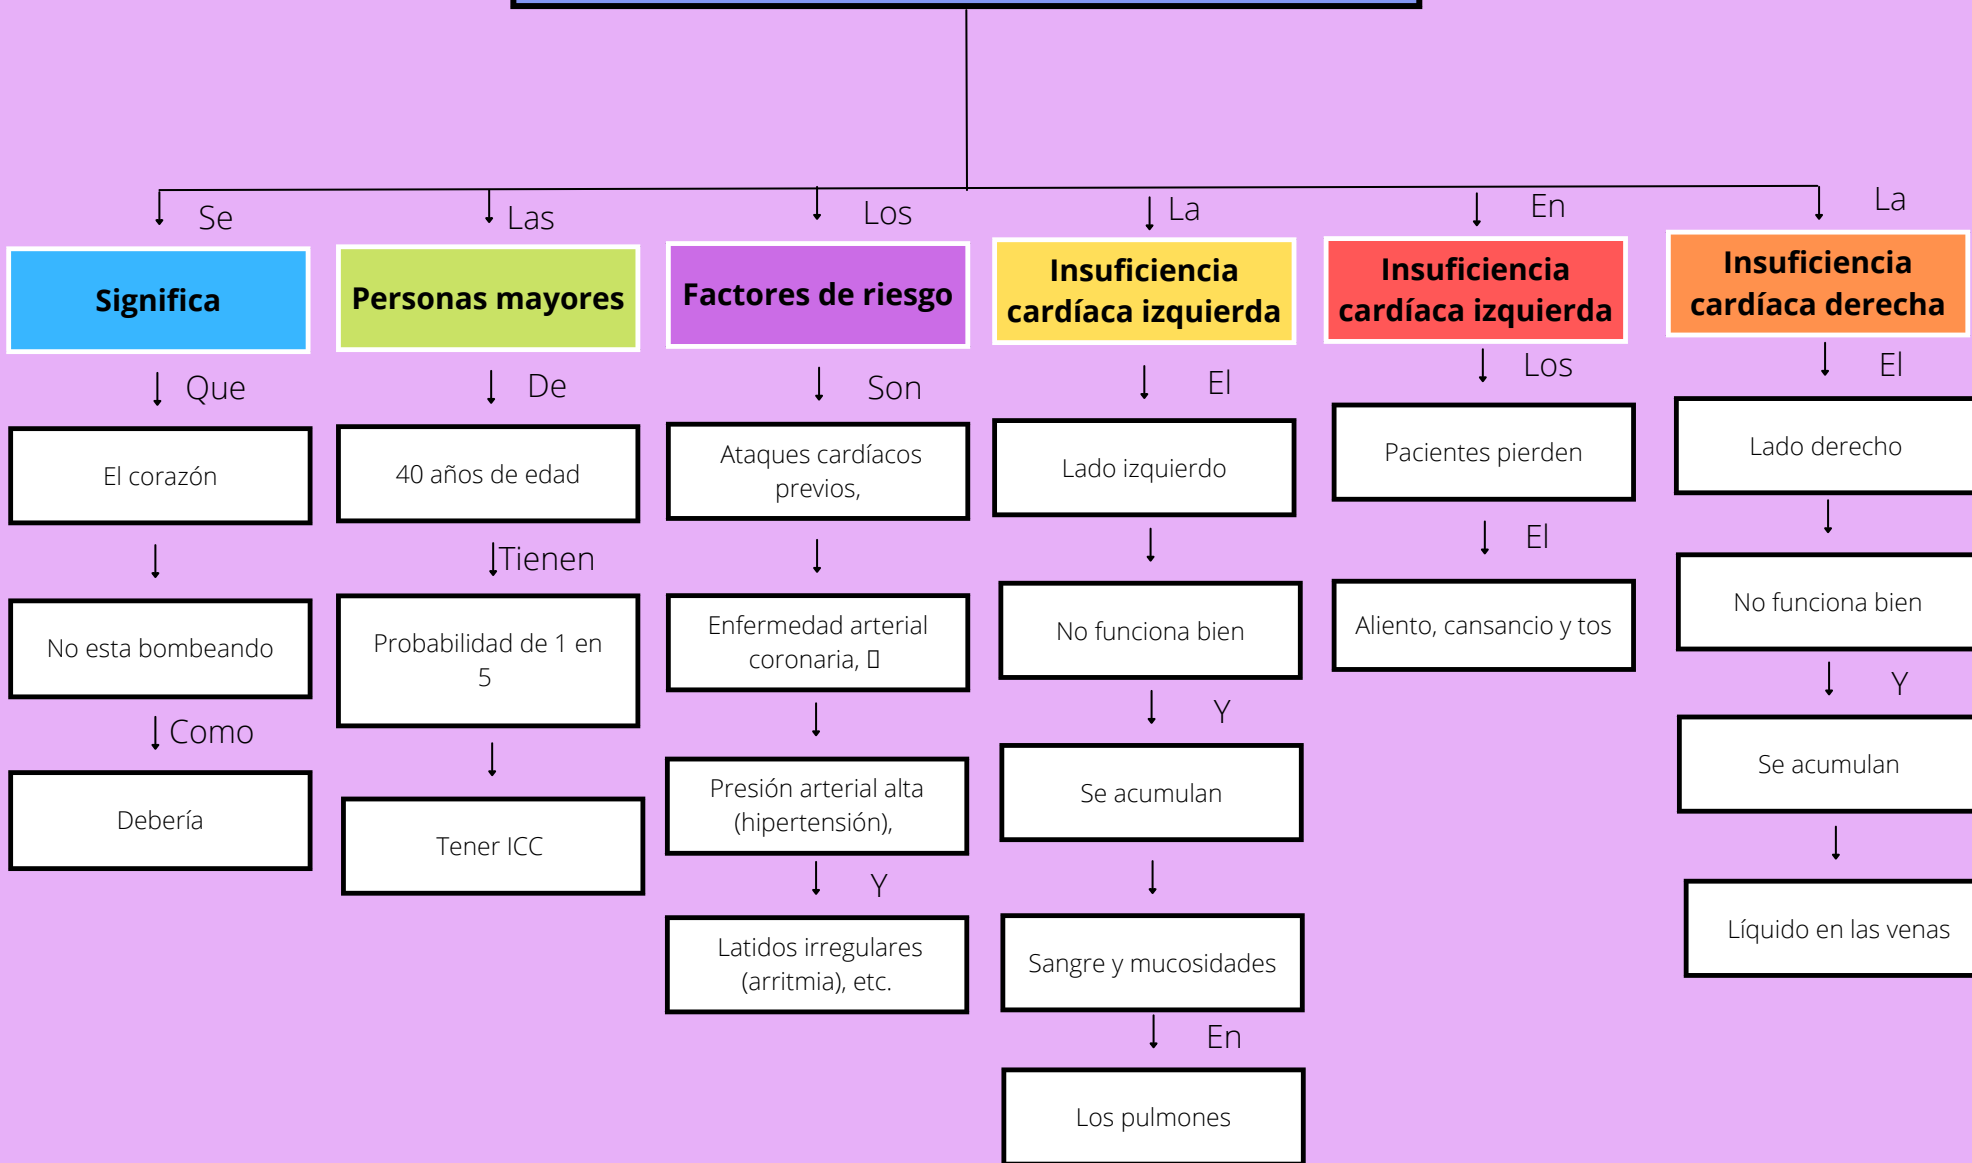 Se
Significa
Que
El corazón
No esta bombeando
Como
Debería
Las
Personas mayores
De
40 años de edad
Tienen
Probabilidad de 1 en
5
Tener ICC
Los
Factores de riesgo
Son
Ataques cardíacos
previos,
Enfermedad arterial
coronaria,
Presión arterial alta
(hipertensión),
Y
Latidos irregulares
(arritmia), etc.
La
Insuficiencia
cardíaca izquierda
El
Lado izquierdo
No funciona bien
Y
Se acumulan
Sangre y mucosidades
En
Los pulmones
En
Insuficiencia
cardíaca izquierda
Los
Pacientes pierden
El
Aliento, cansancio y tos
La
Insuficiencia
cardíaca derecha
El
Lado derecho
No funciona bien
Y
Se acumulan
Líquido en las venas